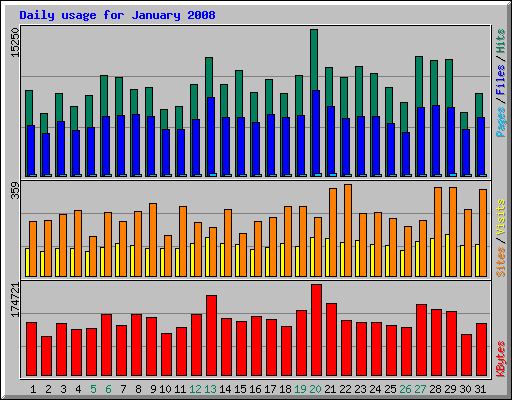 Daily usage for January 2008
15250
Pages / Files / Hits
359
Sites / Visits
174721
KBytes
1 2 3 4 5 6 7 8 9 10 11 12 13 14 15 16 17 18 19 20 21 22 23 24 25 26 27 28 29 30 31